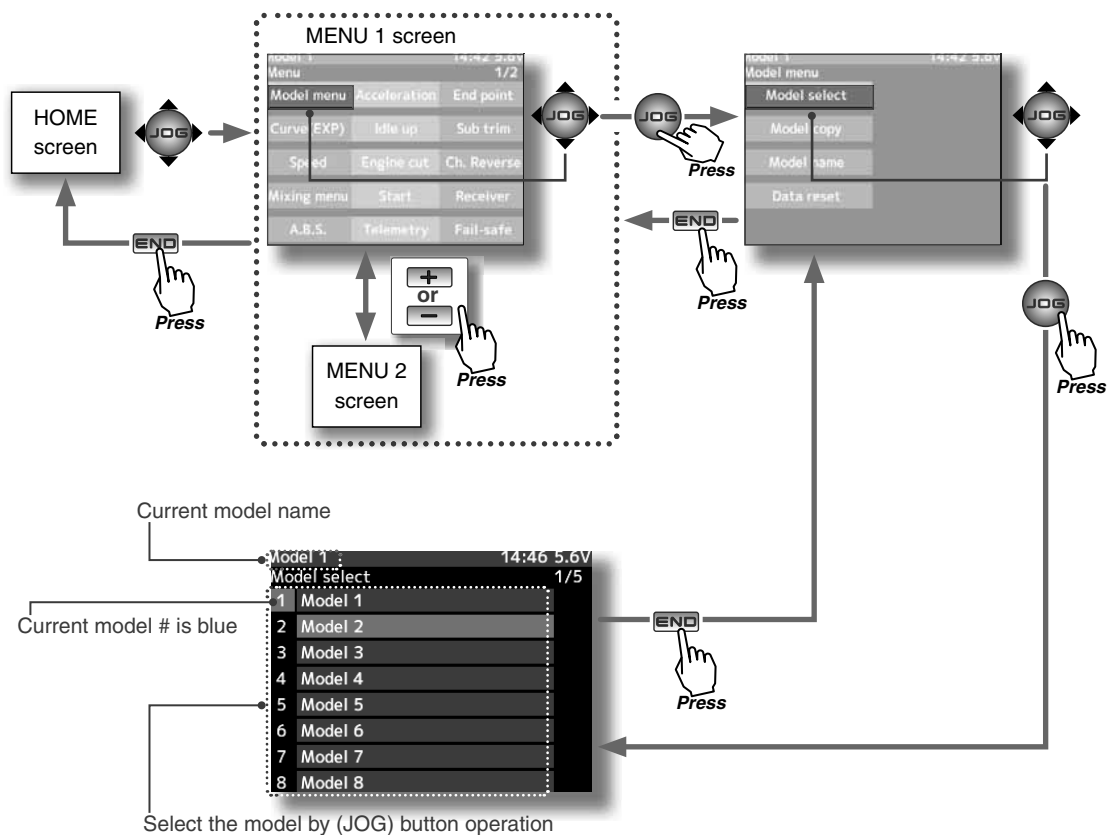 MENU 1 screen
Model 1 14:42 5.6V
Menu 1/2
Model menu Acceleration End point
Curve(EXP) Idle up Sub trim
Speed Engine cut Ch. Reverse
Mixing menu Start Receiver
A.B.S. Telemetry Fail-safe
HOME
screen
JOG
JOG
JOG
Press
Model 1 14:42 5.6V
Model menu
Model select
Model copy
Model name
Data reset
JOG
END
Press
END
Press
+
or
−
Press
MENU 2
screen
JOG
Press
Current model name
Model 1 14:46 5.6V
Model select 1/5
1 Model 1
2 Model 2
3 Model 3
4 Model 4
5 Model 5
6 Model 6
7 Model 7
8 Model 8
Current model # is blue
END
Press
Select the model by (JOG) button operation